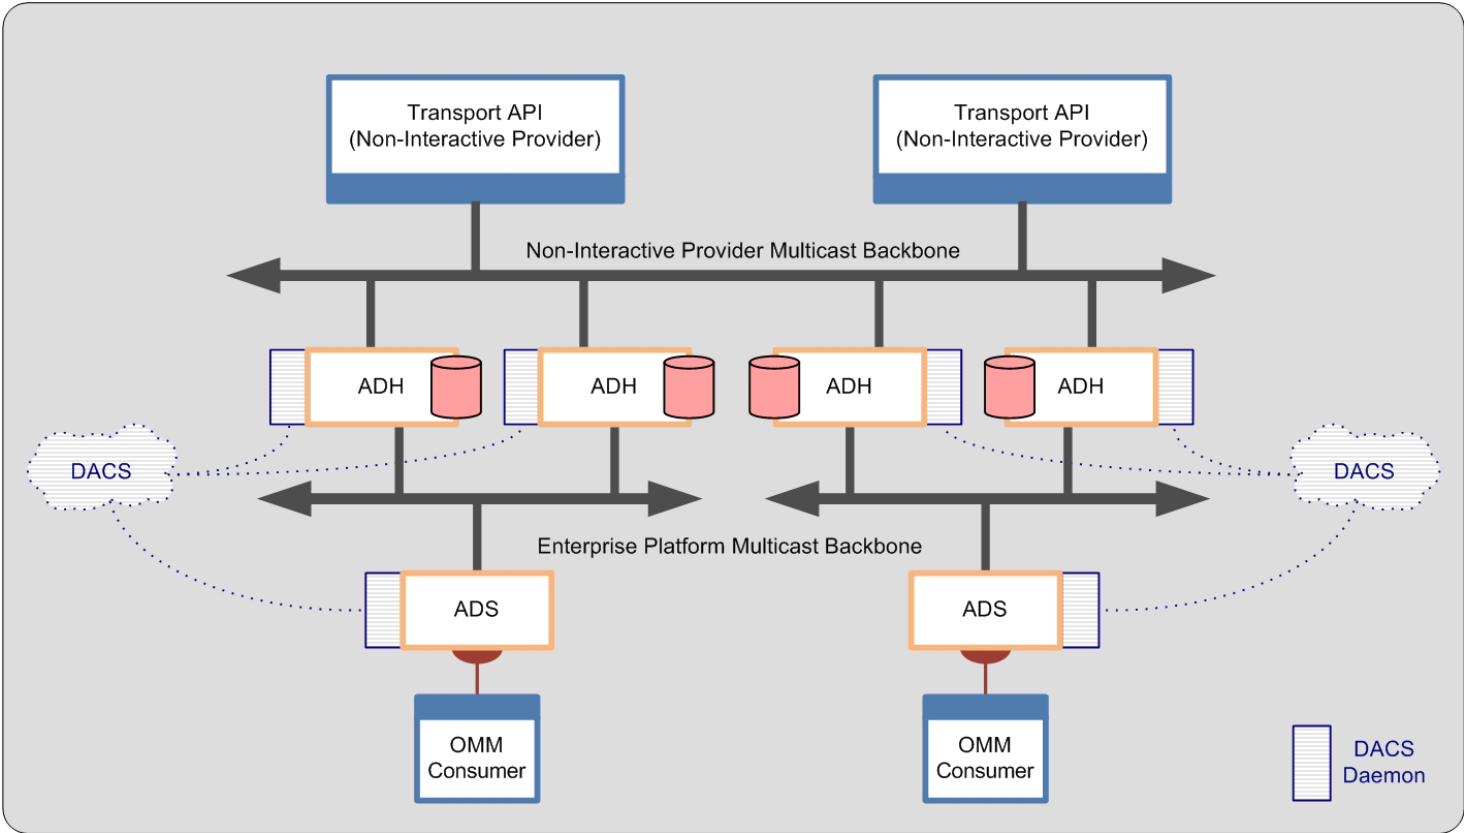 Transport API
(Non-Interactive Provider)
Transport API
(Non-Interactive Provider)
Non-Interactive Provider Multicast Backbone
ADH
ADH
ADH
ADH
DACS
DACS
Enterprise Platform Multicast Backbone
ADS
ADS
OMM
Consumer
OMM
Consumer
DACS
Daemon